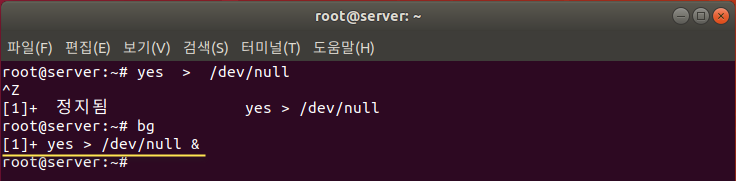 root@server: ~
파일(F) 편집(E) 보기(V) 검색(S) 터미널(T) 도움말(H)
root@server:~# yes  >  /dev/null
^Z
[1]+  정지됨               yes > /dev/null
root@server:~# bg
[1]+ yes > /dev/null &
root@server:~#